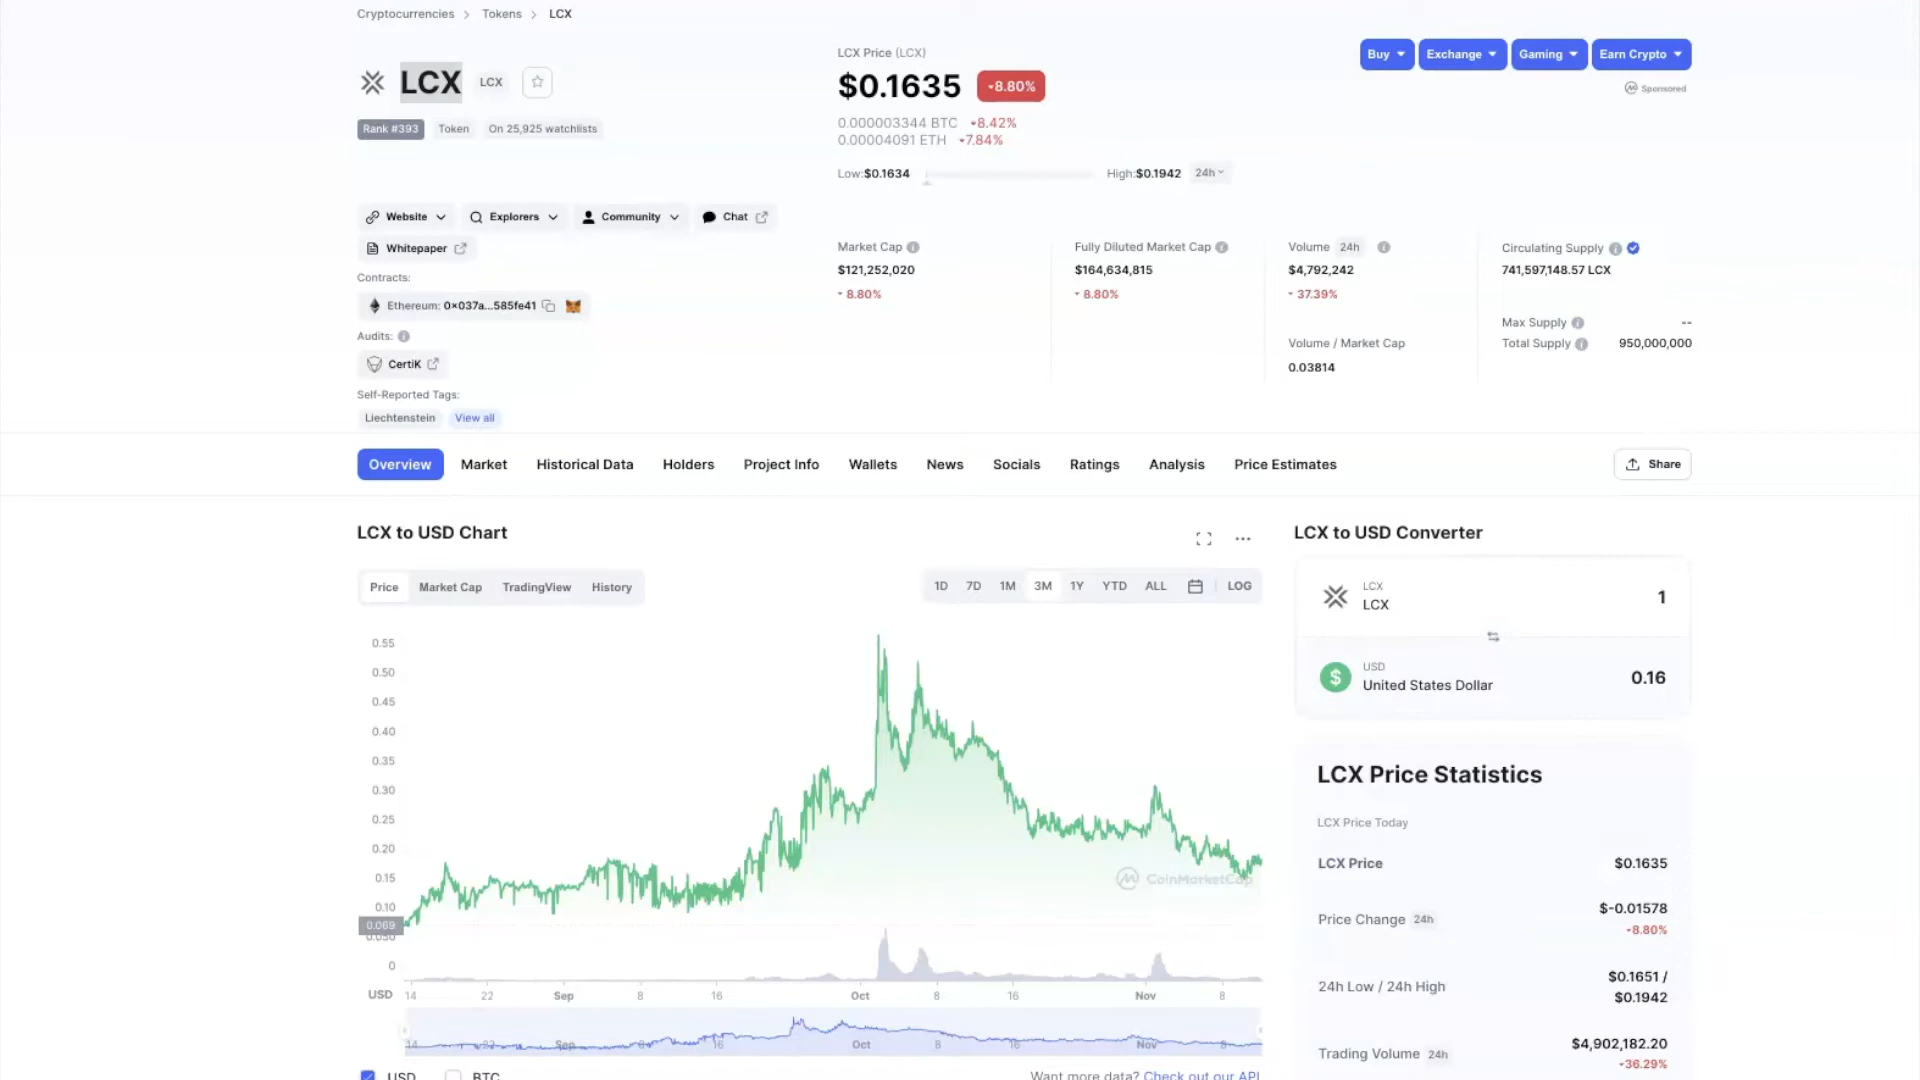 Cryptocurrencies > Tokens > LCX
LCX LCX
Rank #393 Token On 25,925 watchlists
LCX Price (LCX)
$0.1635 8.80%
0.000003344 BTC 8.42%
0.00004091 ETH 7.84%
Low:$0.1634 High:$0.1942 24h
Buy Exchange Gaming Earn Crypto
Sponsored
Website Explorers Community Chat
Whitepaper
Contracts:
Ethereum: 0x037a...585fe41
Audits:
CertiK
Self-Reported Tags:
Liechtenstein View all
Market Cap
$121,252,020
8.80%
Fully Diluted Market Cap
$164,634,815
8.80%
Volume 24h
$4,792,242
37.39%
Volume / Market Cap
0.03814
Circulating Supply
741,597,148.57 LCX
Max Supply --
Total Supply 950,000,000
Overview Market Historical Data Holders Project Info Wallets News Socials Ratings Analysis Price Estimates Share
LCX to USD Chart
Price Market Cap TradingView History
1D 7D 1M 3M 1Y YTD ALL LOG
0.55
0.50
0.45
0.40
0.35
0.30
0.25
0.20
0.15
0.10
0.069
0.050
0
CoinMarketCap
USD 14 22 Sep 8 16 Oct 8 16 Nov 8
14 22 Sep 8 16 Oct 8 16 Nov 8
USD BTC
Want more data? Check out our API
LCX to USD Converter
LCX
LCX
1
USD
United States Dollar
0.16
LCX Price Statistics
LCX Price Today
LCX Price $0.1635
Price Change 24h $-0.01578
8.80%
24h Low / 24h High $0.1651 /
$0.1942
Trading Volume 24h $4,902,182.20
36.29%